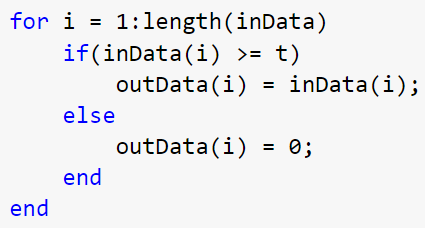 for i = 1:length(inData)
    if(inData(i) >= t)
        outData(i) = inData(i);
    else
        outData(i) = 0;
    end
end